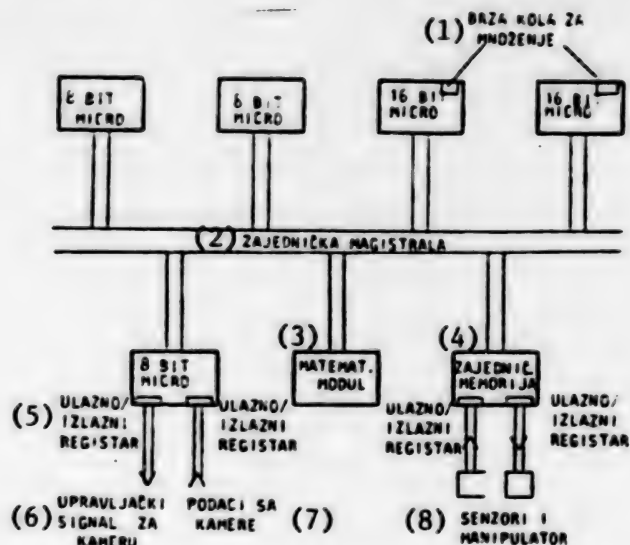 (1) BRZA KOLA ZA
MNOŽENJE
8 BIT
MICRO
8 BIT
MICRO
16 BIT
MICRO
16 BIT
MICRO
(2) ZAJEDNIČKA MAGISTRALA
(3)
(4)
8 BIT
MICRO
MATEMAT.
MODUL
ZAJEDNIČ.
MEMORIJA
(5) ULAZNO/
IZLAZNI
REGISTAR
ULAZNO/
IZLAZNI
REGISTAR
ULAZNO/
IZLAZNI
REGISTAR
ULAZNO/
IZLAZNI
REGISTAR
(6) UPRAVLJAČKI
SIGNAL ZA
KAMERU
PODACI SA
KAMERE
(7)
(8) SENZORI I
MANIPULATOR